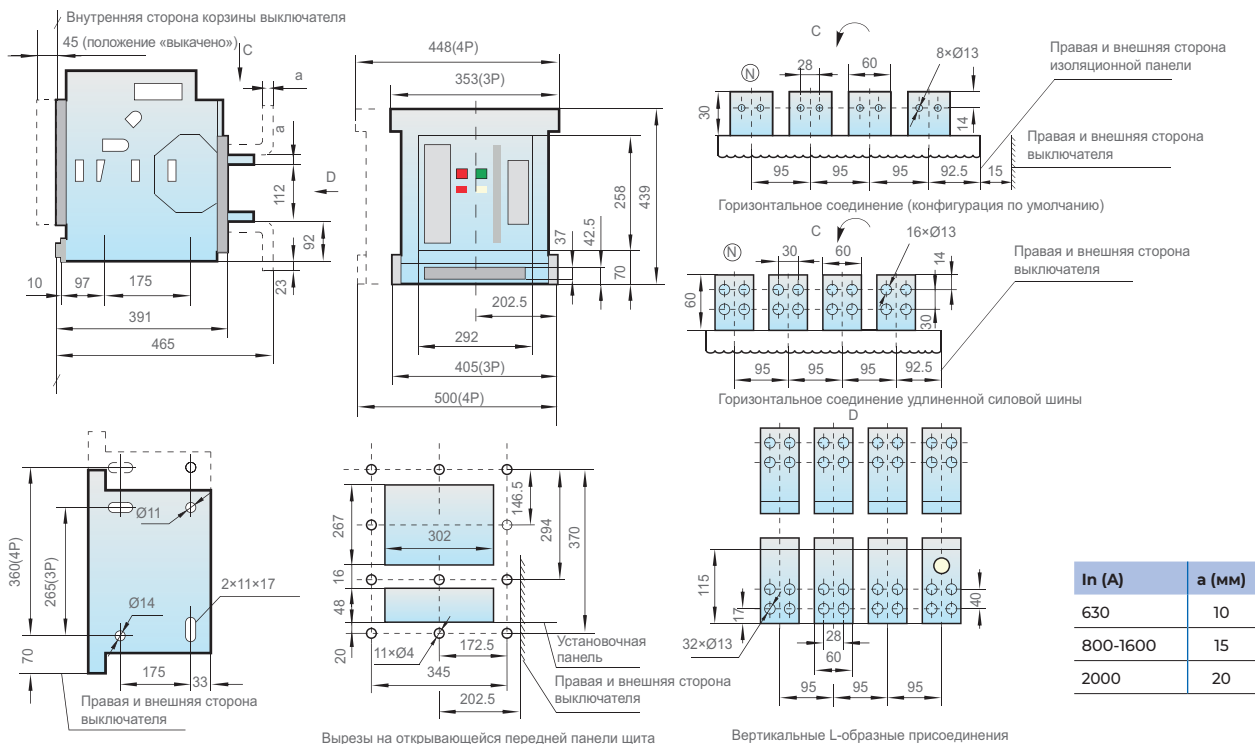 Внутренняя сторона корзины выключателя
45 (положение «выкачено»)
C
a
a
112
D
92
23
10
97
175
391
465
448(4P)
353(3P)
258
439
37
42.5
70
202.5
292
405(3P)
500(4P)
C
N
28
60
8×Ø13
30
14
95
95
95
92.5
15
Правая и внешняя сторона
изоляционной панели
Правая и внешняя сторона
выключателя
Горизонтальное соединение (конфигурация по умолчанию)
C
N
30
60
16×Ø13
14
60
30
95
95
95
92.5
Правая и внешняя сторона
выключателя
Горизонтальное соединение удлиненной силовой шины
D
360(4P)
265(3P)
Ø11
2×11×17
Ø14
70
175
33
Правая и внешняя сторона
выключателя
267
302
146.5
294
370
16
48
20
11×Ø4
172.5
345
202.5
Установочная
панель
Правая и внешняя сторона
выключателя
Вырезы на открывающейся передней панели щита
115
17
40
32×Ø13
28
60
95
95
95
Вертикальные L-образные присоединения
In (A) a (мм)
630 10
800-1600 15
2000 20